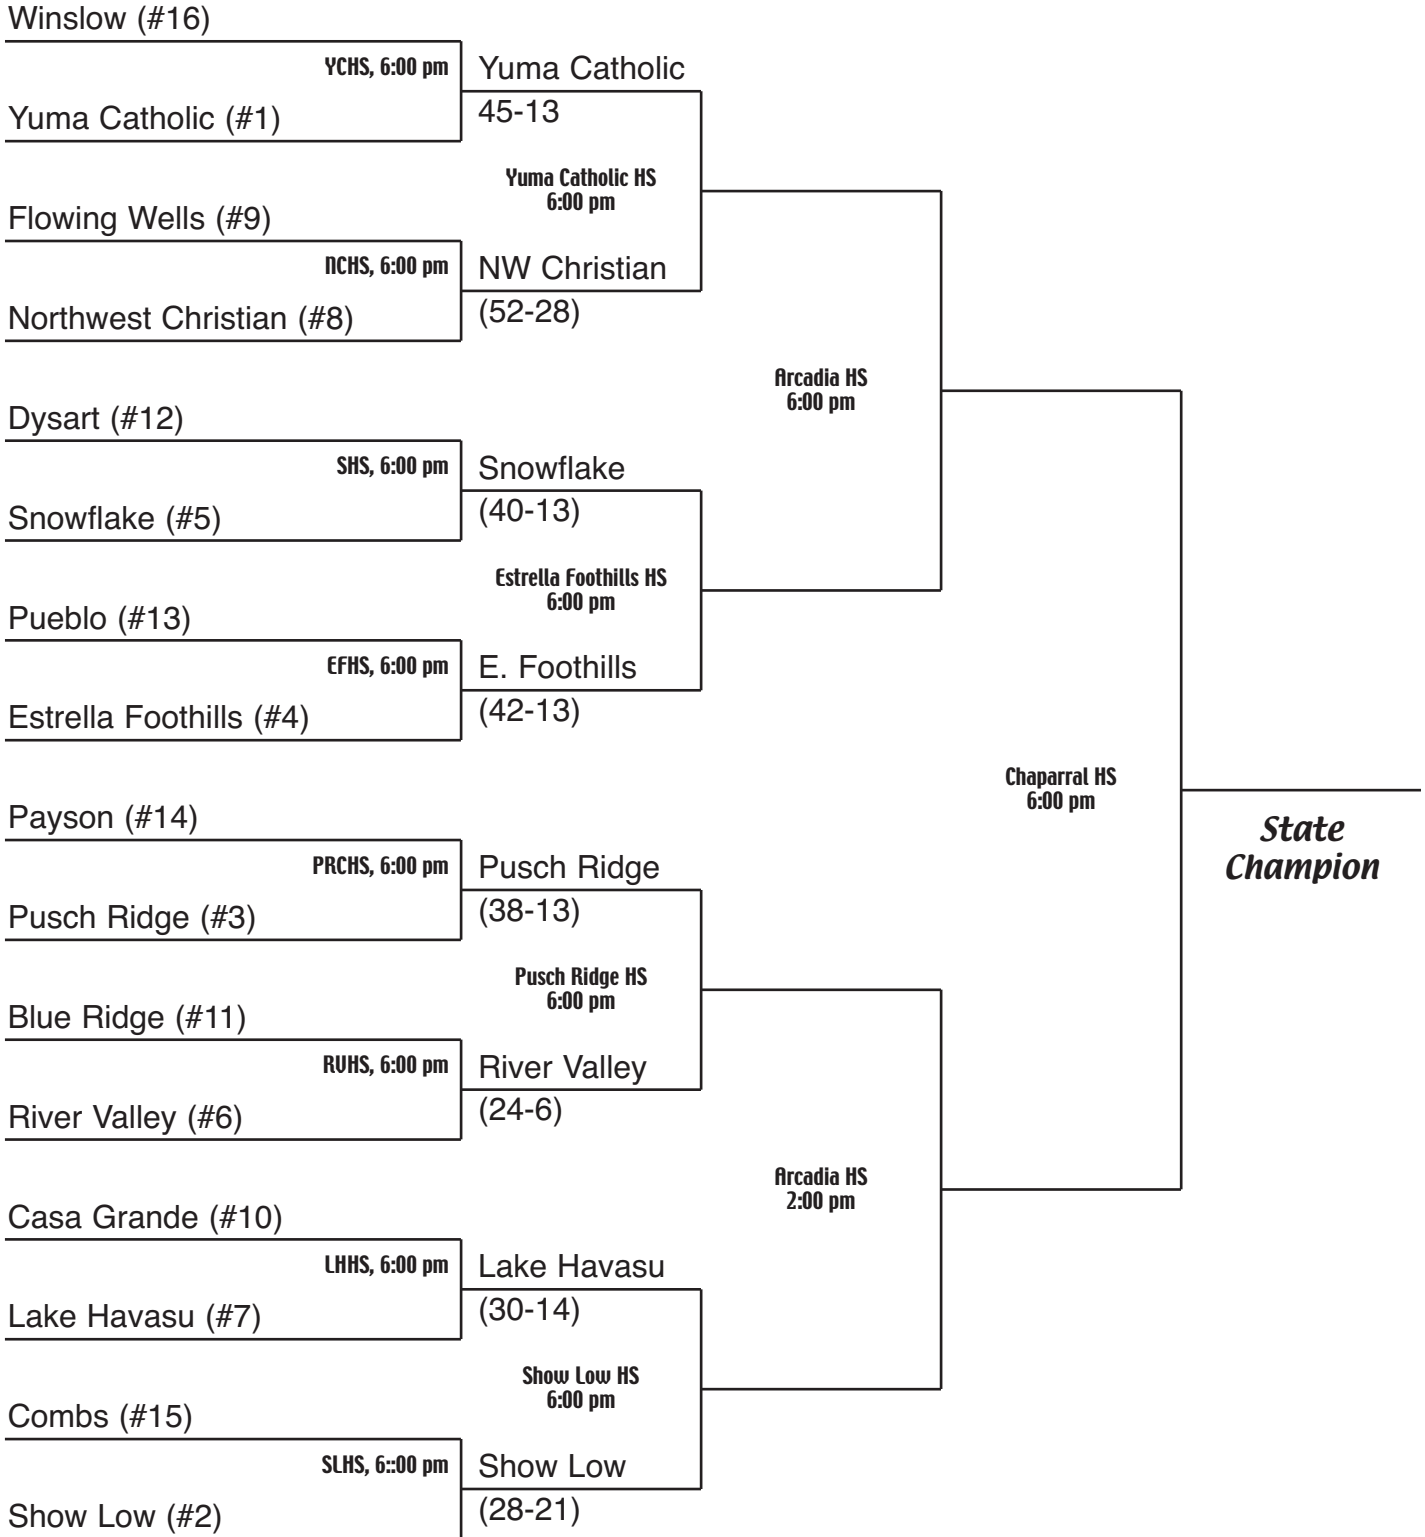 Winslow (#16)
YCHS, 6:00 pm
Yuma Catholic
Yuma Catholic (#1)
45-13
Yuma Catholic HS
6:00 pm
Flowing Wells (#9)
NCHS, 6:00 pm
NW Christian
Northwest Christian (#8)
(52-28)
Arcadia HS
6:00 pm
Dysart (#12)
SHS, 6:00 pm
Snowflake
Snowflake (#5)
(40-13)
Estrella Foothills HS
6:00 pm
Pueblo (#13)
EFHS, 6:00 pm
E. Foothills
Estrella Foothills (#4)
(42-13)
Chaparral HS
6:00 pm
State
Champion
Payson (#14)
PRCHS, 6:00 pm
Pusch Ridge
Pusch Ridge (#3)
(38-13)
Pusch Ridge HS
6:00 pm
Blue Ridge (#11)
RVHS, 6:00 pm
River Valley
River Valley (#6)
(24-6)
Arcadia HS
2:00 pm
Casa Grande (#10)
LHHS, 6:00 pm
Lake Havasu
Lake Havasu (#7)
(30-14)
Show Low HS
6:00 pm
Combs (#15)
SLHS, 6::00 pm
Show Low
Show Low (#2)
(28-21)